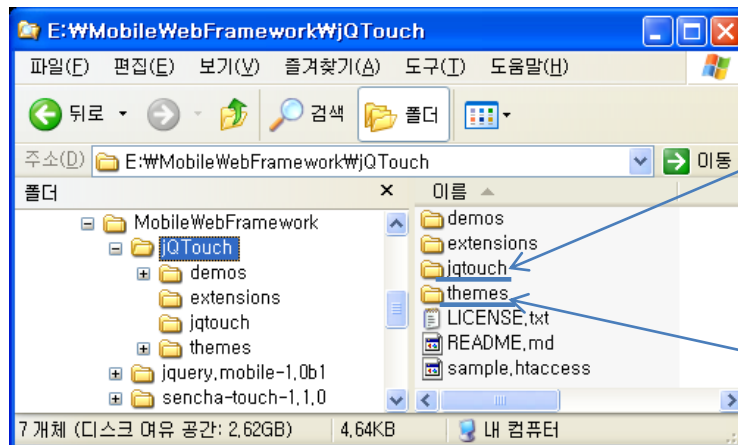 E:₩MobileWebFramework₩jQTouch
파일(F) 편집(E) 보기(V) 즐겨찾기(A) 도구(T) 도움말(H)
뒤로 검색 폴더
주소(D) E:₩MobileWebFramework₩jQTouch 이동
폴더 x 이름
MobileWebFramework
jQTouch
demos
extensions
jqtouch
themes
jquery,mobile-1,0b1
sencha-touch-1,1,0
demos
extensions
jqtouch
themes
LICENSE,txt
README,md
sample,htaccess
7 개체 (디스크 여유 공간: 2,62GB) 4,64KB 내 컴퓨터